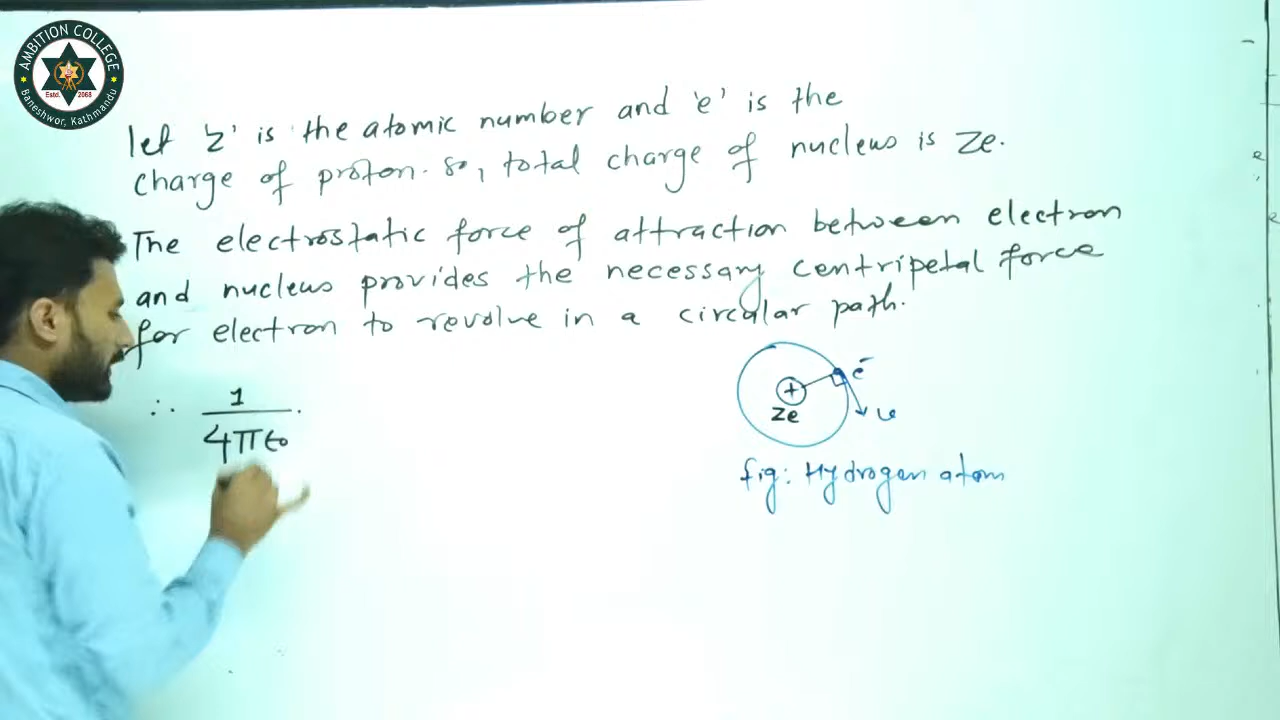 AMBITION COLLEGE
Estd. 2068
Baneshwor, Kathmandu
let 'z' is the atomic number and 'e' is the
charge of proton. so, total charge of nucleus is Ze.
The electrostatic force of attraction between electron
and nucleus provides the necessary centripetal force
for electron to revolve in a circular path.
∴ 1
4πϵ0
+ e-
Ze
fig: Hydrogen atom